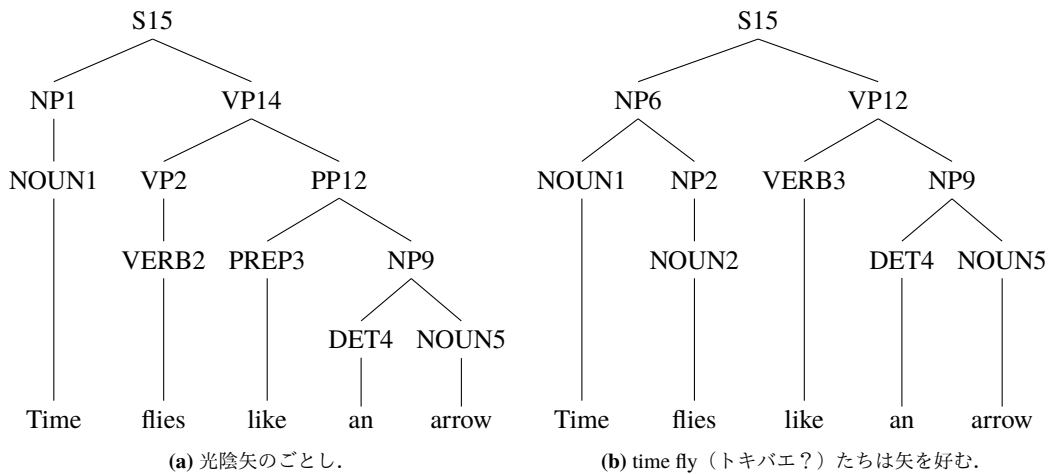 S15 S15
NP1 VP14 NP6 VP12
NOUN1 VP2 PP12 NOUN1 NP2 VERB3 NP9
VERB2 PREP3 NP9 NOUN2 DET4 NOUN5
DET4 NOUN5
Time flies like an arrow Time flies like an arrow
(a) 光陰矢のごとし. (b) time fly（トキバエ？）たちは矢を好む.